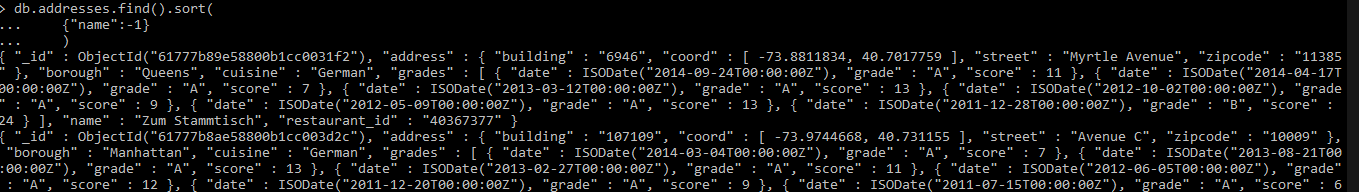 > db.addresses.find().sort(
...     {"name":-1}
...     )
{ "_id" : ObjectId("61777b89e58800b1cc0031f2"), "address" : { "building" : "6946", "coord" : [ -73.8811834, 40.7017759 ], "street" : "Myrtle Avenue", "zipcode" : "11385
" }, "borough" : "Queens", "cuisine" : "German", "grades" : [ { "date" : ISODate("2014-09-24T00:00:00Z"), "grade" : "A", "score" : 11 }, { "date" : ISODate("2014-04-17T
00:00:00Z"), "grade" : "A", "score" : 7 }, { "date" : ISODate("2013-03-12T00:00:00Z"), "grade" : "A", "score" : 13 }, { "date" : ISODate("2012-10-02T00:00:00Z"), "grade
" : "A", "score" : 9 }, { "date" : ISODate("2012-05-09T00:00:00Z"), "grade" : "A", "score" : 13 }, { "date" : ISODate("2011-12-28T00:00:00Z"), "grade" : "B", "score" :
24 } ], "name" : "Zum Stammtisch", "restaurant_id" : "40367377" }
{ "_id" : ObjectId("61777b8ae58800b1cc003d2c"), "address" : { "building" : "107109", "coord" : [ -73.9744668, 40.731155 ], "street" : "Avenue C", "zipcode" : "10009" },
"borough" : "Manhattan", "cuisine" : "German", "grades" : [ { "date" : ISODate("2014-03-04T00:00:00Z"), "grade" : "A", "score" : 7 }, { "date" : ISODate("2013-08-21T00
:00:00Z"), "grade" : "A", "score" : 13 }, { "date" : ISODate("2013-02-27T00:00:00Z"), "grade" : "A", "score" : 11 }, { "date" : ISODate("2012-06-05T00:00:00Z"), "grade"
: "A", "score" : 12 }, { "date" : ISODate("2011-12-20T00:00:00Z"), "grade" : "A", "score" : 9 }, { "date" : ISODate("2011-07-15T00:00:00Z"), "grade" : "A", "score" : 6